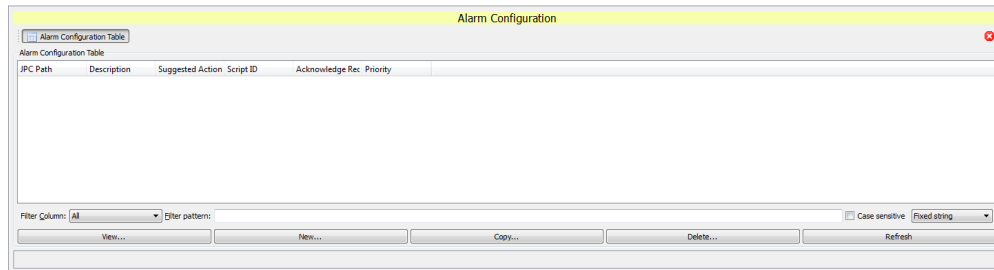 Alarm Configuration
Alarm Configuration Table
Alarm Configuration Table
JPC Path Description Suggested Action Script ID Acknowledge Rec Priority
Filter Column: All Filter pattern: Case sensitive Fixed string
View... New... Copy... Delete... Refresh